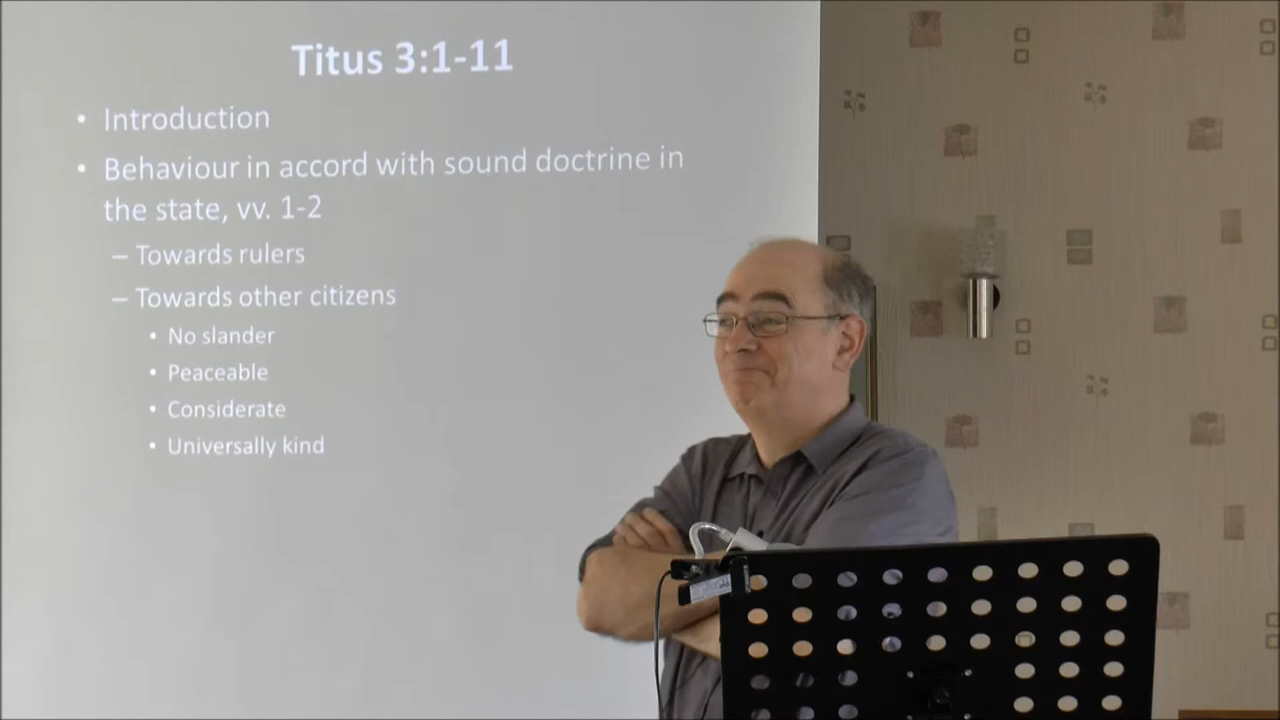 Titus 3:1-11
• Introduction
• Behaviour in accord with sound doctrine in
the state, vv. 1-2
– Towards rulers
– Towards other citizens
• No slander
• Peaceable
• Considerate
• Universally kind